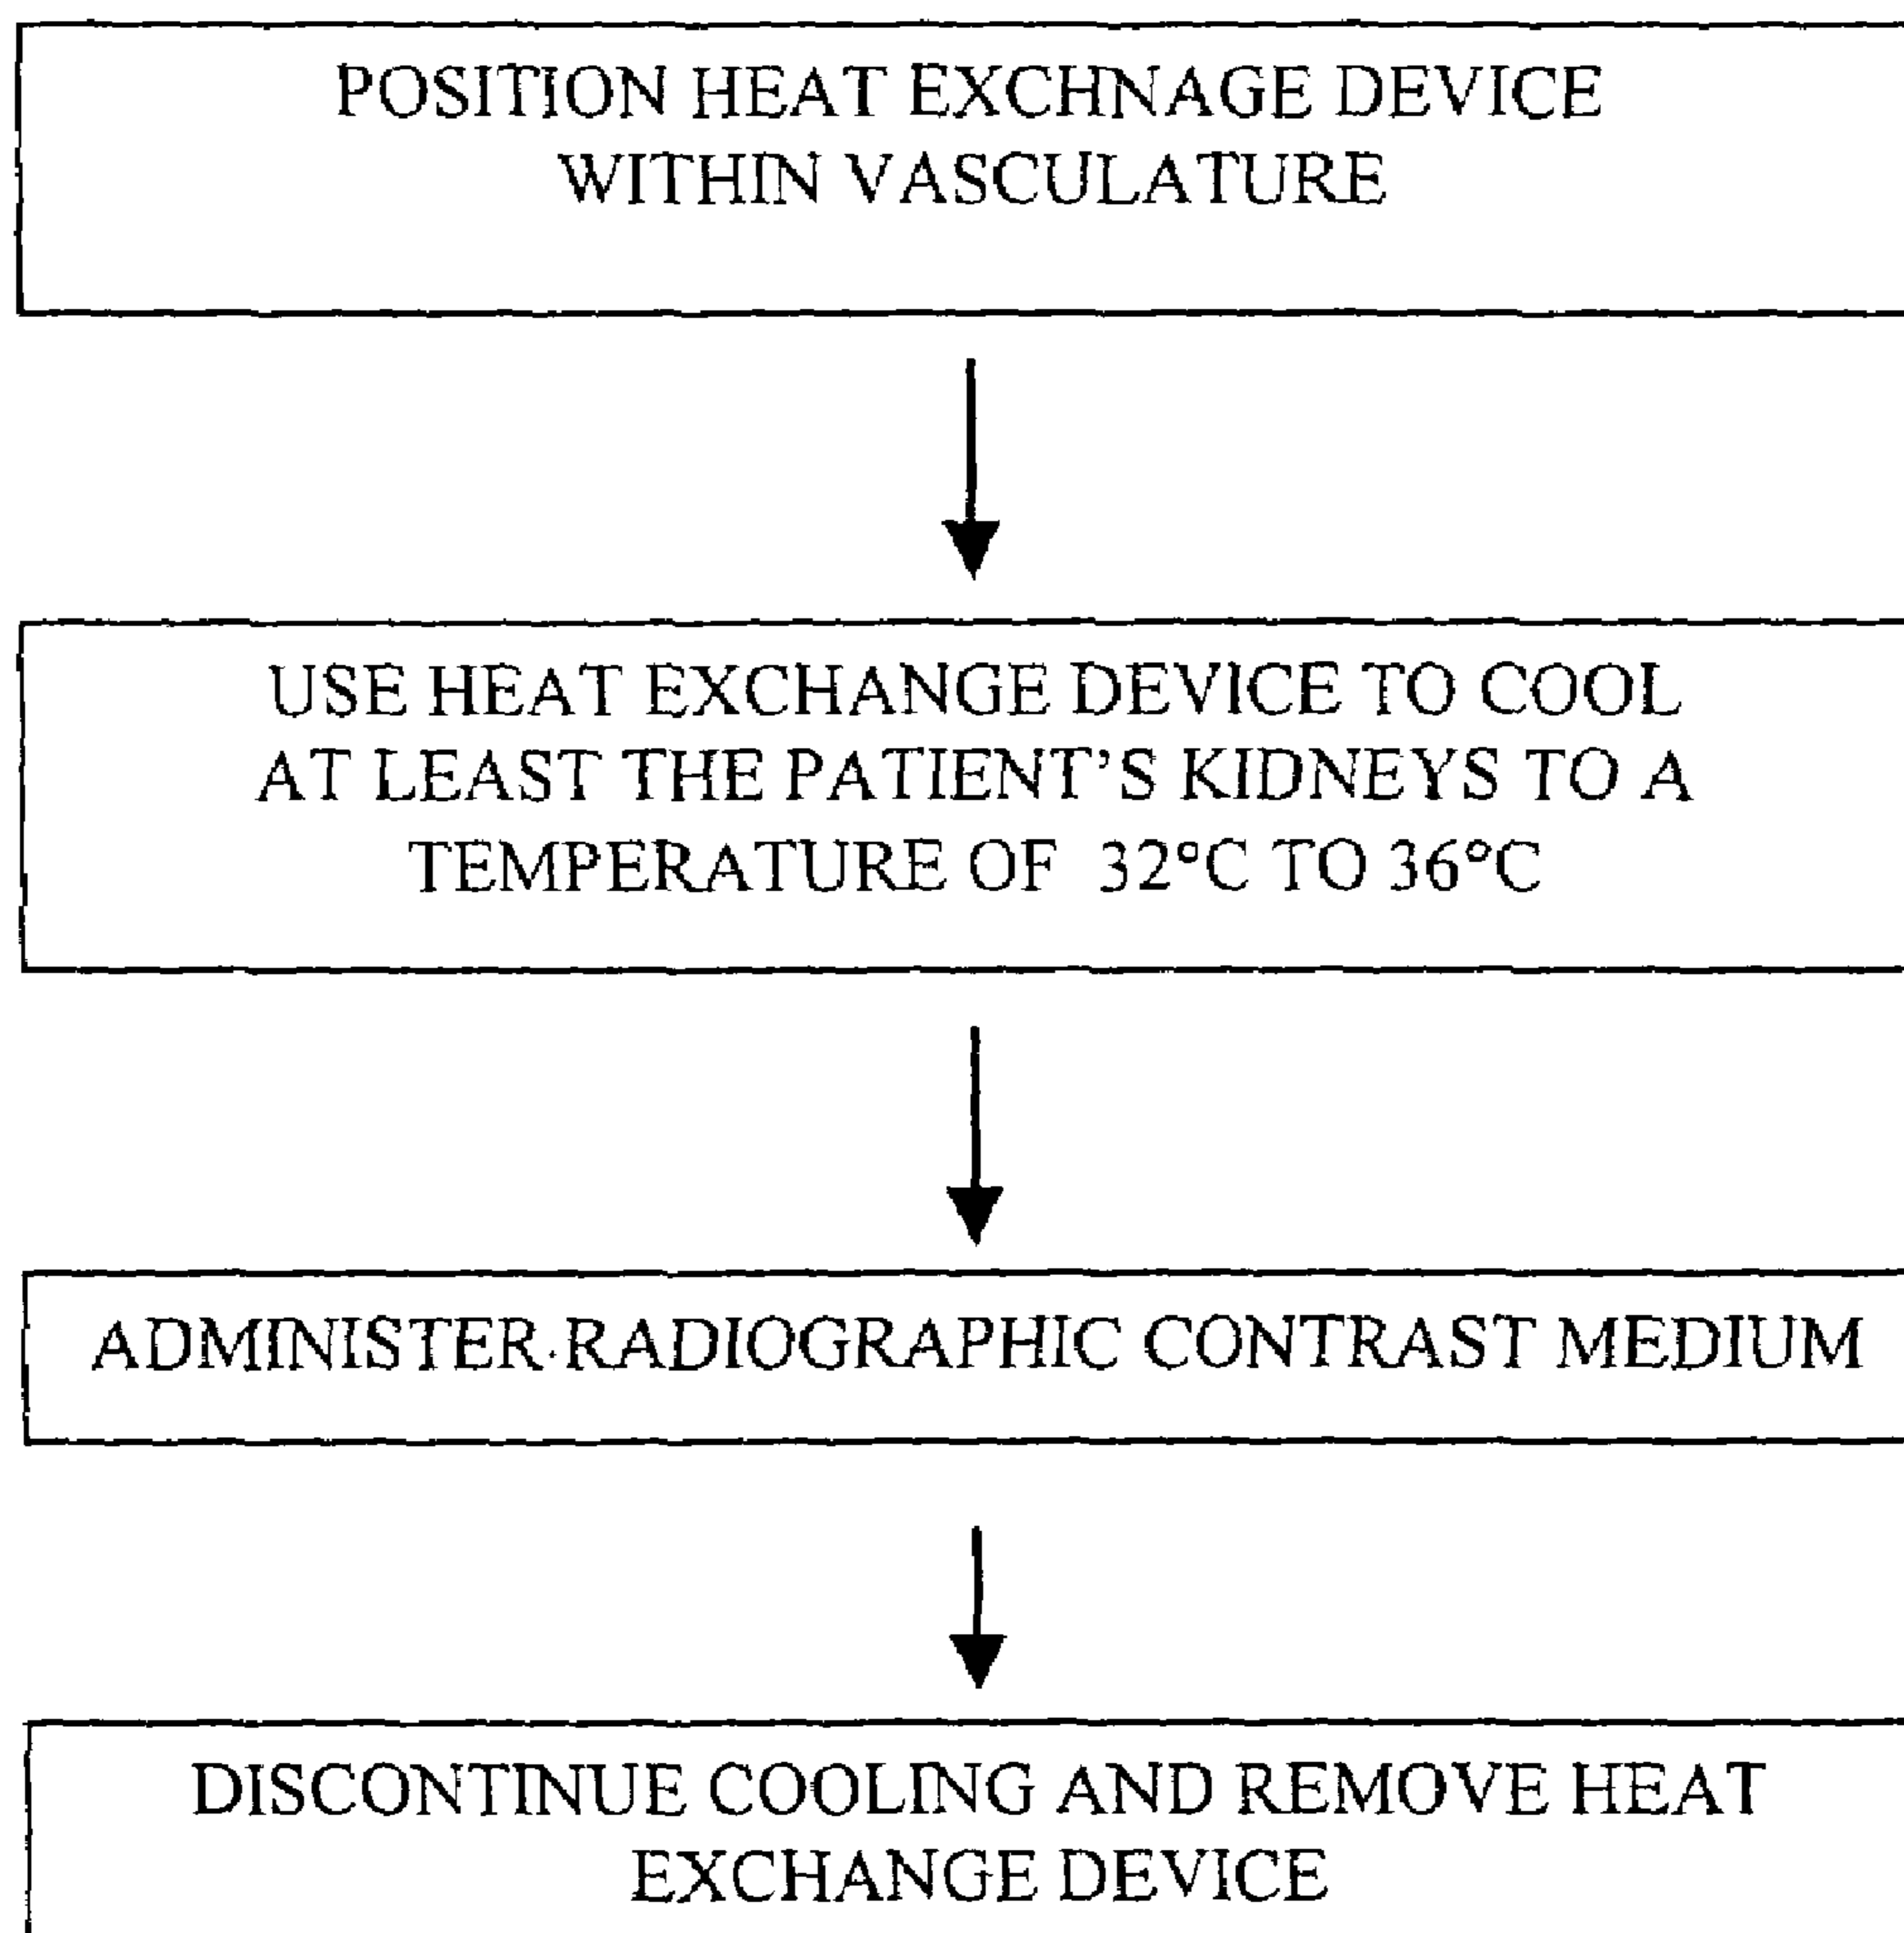 POSITION HEAT EXCHNAGE DEVICE
WITHIN VASCULATURE
USE HEAT EXCHANGE DEVICE TO COOL
AT LEAST THE PATIENT'S KIDNEYS TO A
TEMPERATURE OF 32°C TO 36°C
ADMINISTER RADIOGRAPHIC CONTRAST MEDIUM
DISCONTINUE COOLING AND REMOVE HEAT
EXCHANGE DEVICE